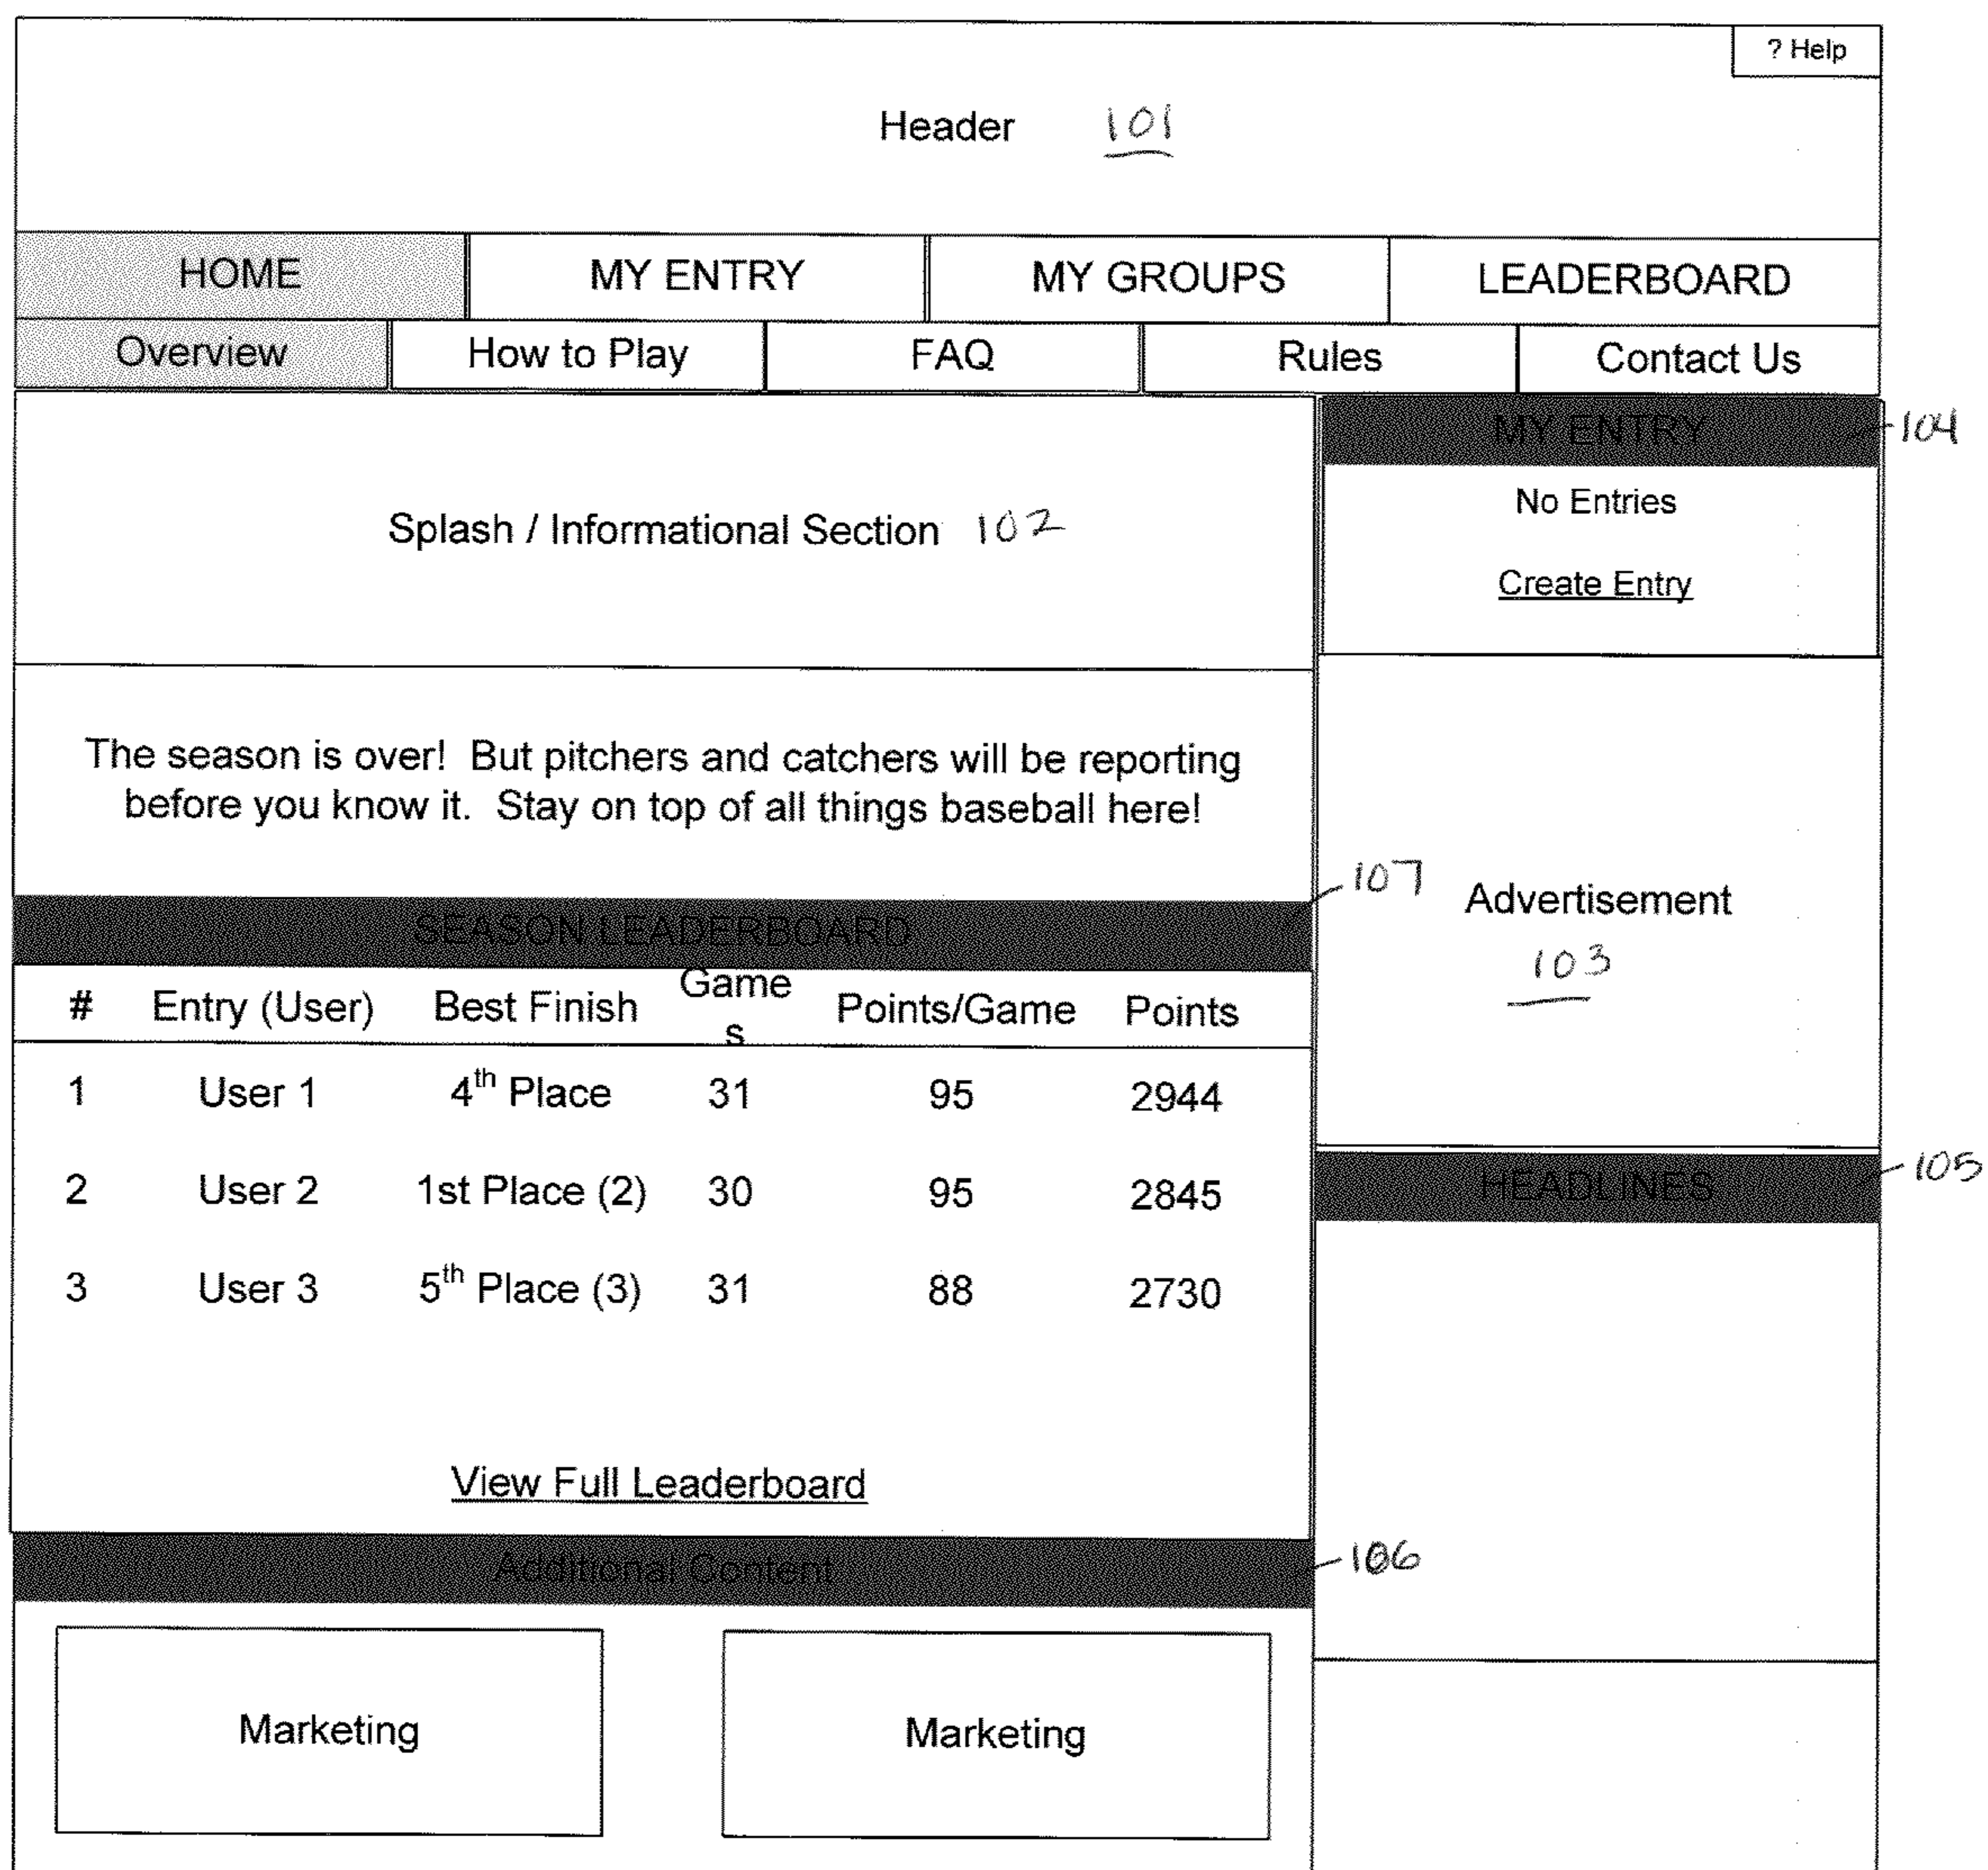 ? Help
Header 101
HOME MY ENTRY MY GROUPS LEADERBOARD
Overview How to Play FAQ Rules Contact Us
MY ENTRY 104
No Entries
Create Entry
Splash / Informational Section 102
The season is over! But pitchers and catchers will be reporting
before you know it. Stay on top of all things baseball here!
Advertisement
103
SEASON LEADERBOARD 107
# Entry (User) Best Finish Game
s Points/Game Points
1 User 1 4th Place 31 95 2944
2 User 2 1st Place (2) 30 95 2845
3 User 3 5th Place (3) 31 88 2730
View Full Leaderboard
HEADLINES 105
Additional Content 106
Marketing Marketing